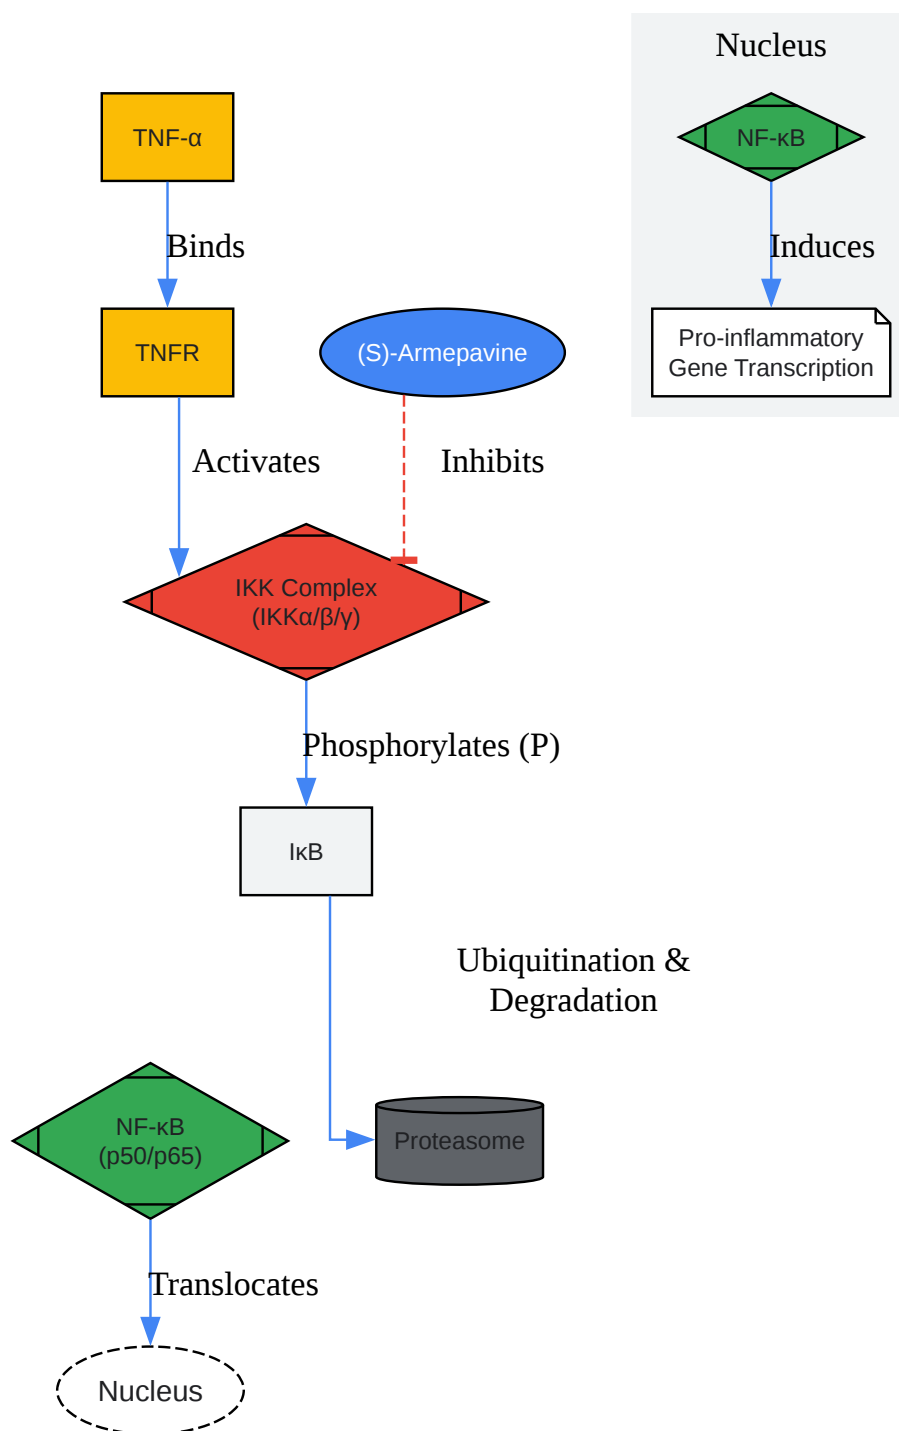 Nucleus
TNF-α
NF-κB
Binds
Induces
TNFR
(S)-Armepavine
Pro-inflammatory
Gene Transcription
Activates
Inhibits
IKK Complex
(IKKα/β/γ)
Phosphorylates (P)
IκB
Ubiquitination &
Degradation
NF-κB
(p50/p65)
Proteasome
Translocates
Nucleus